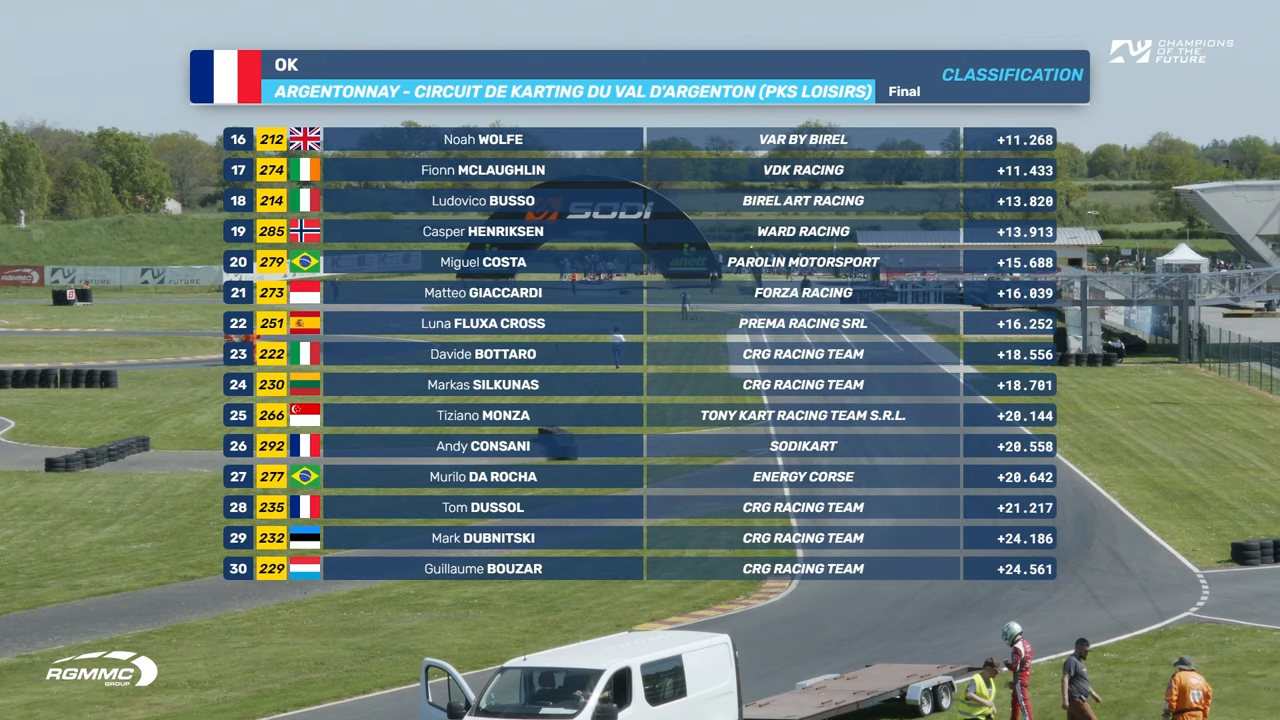 OK
ARGENTONNAY - CIRCUIT DE KARTING DU VAL D'ARGENTON (PKS LOISIRS) Final
CLASSIFICATION
CHAMPIONS
OF THE
FUTURE
16 212 Noah WOLFE VAR BY BIREL +11.268
17 274 Fionn MCLAUGHLIN VDK RACING +11.433
18 214 Ludovico BUSSO BIREL ART RACING +13.820
19 285 Casper HENRIKSEN WARD RACING +13.913
20 279 Miguel COSTA PAROLIN MOTORSPORT +15.688
21 273 Matteo GIACCARDI FORZA RACING +16.039
22 251 Luna FLUXA CROSS PREMA RACING SRL +16.252
23 222 Davide BOTTARO CRG RACING TEAM +18.556
24 230 Markas SILKUNAS CRG RACING TEAM +18.701
25 266 Tiziano MONZA TONY KART RACING TEAM S.R.L. +20.144
26 292 Andy CONSANI SODIKART +20.558
27 277 Murilo DA ROCHA ENERGY CORSE +20.642
28 235 Tom DUSSOL CRG RACING TEAM +21.217
29 232 Mark DUBNITSKI CRG RACING TEAM +24.186
30 229 Guillaume BOUZAR CRG RACING TEAM +24.561
SODI
anett
RGMMC
GROUP